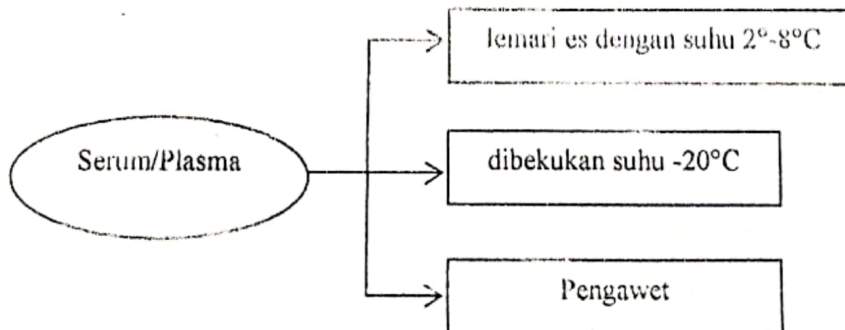 lemari es dengan suhu 2°-8°C
Serum/Plasma
dibekukan suhu -20°C
Pengawet